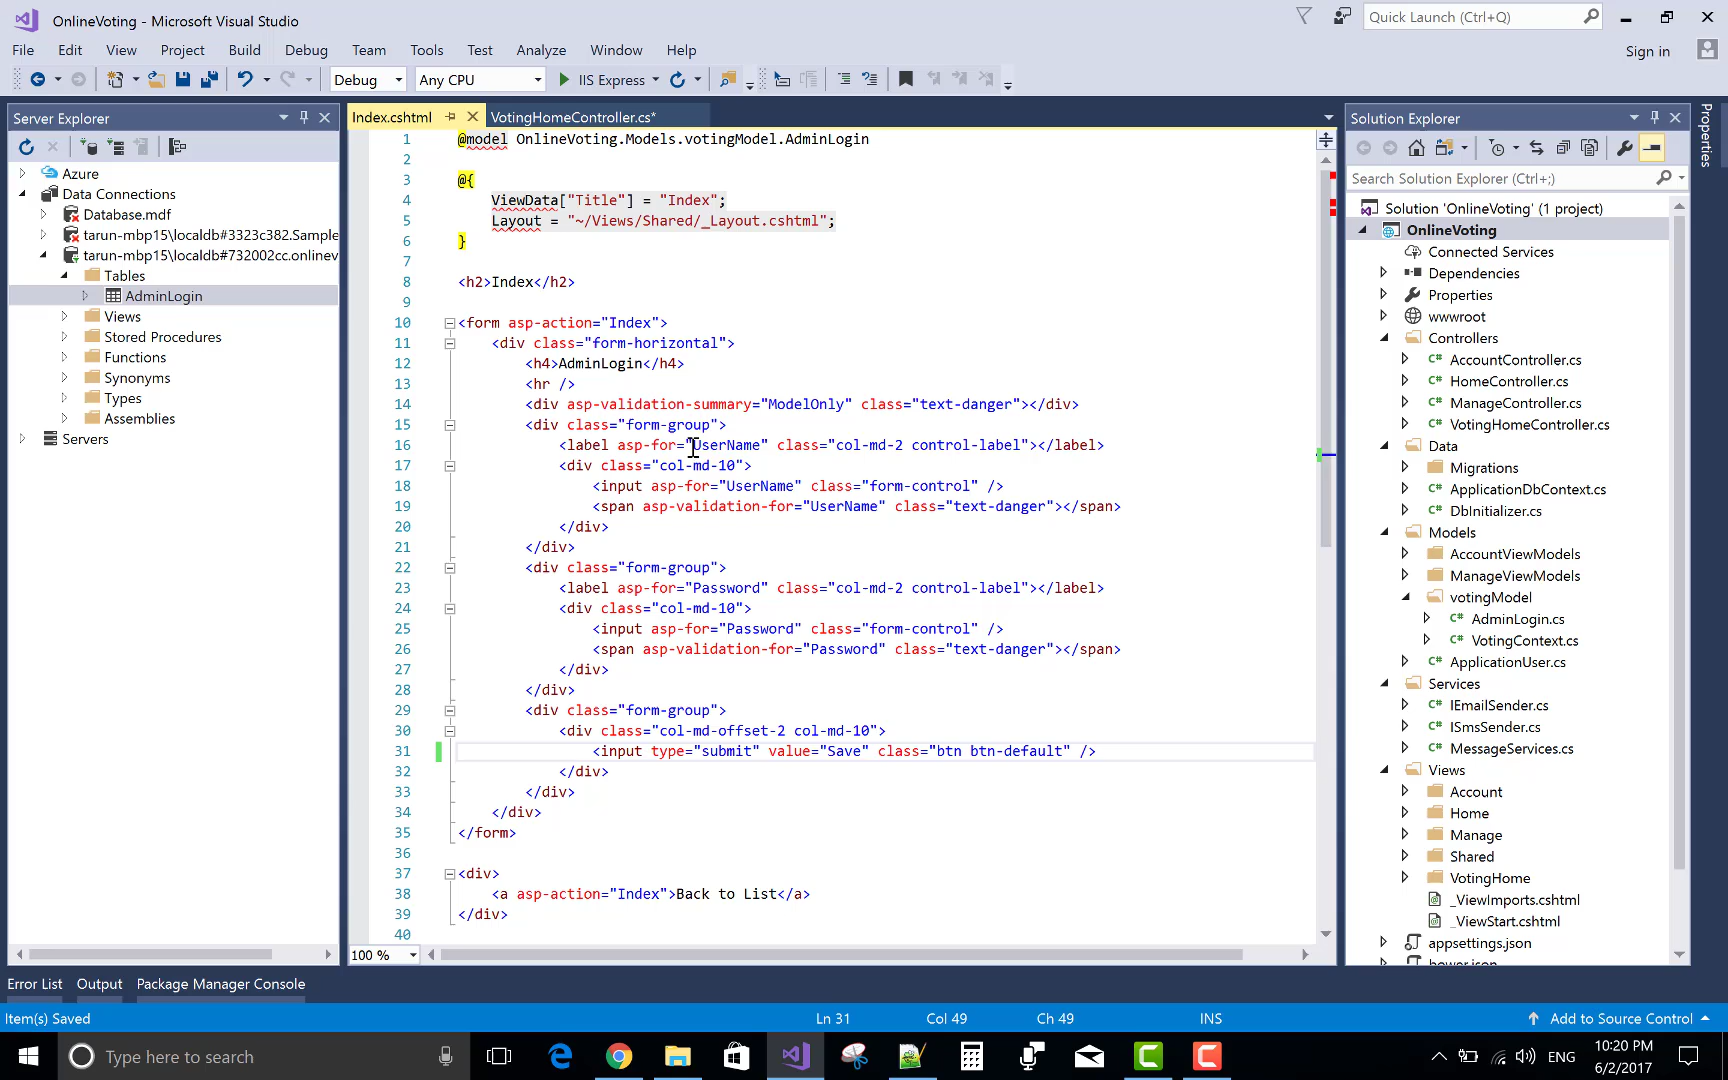 OnlineVoting - Microsoft Visual Studio
Quick Launch (Ctrl+Q)
File Edit View Project Build Debug Team Tools Test Analyze Window Help
Sign in
Debug Any CPU IIS Express
Server Explorer
Azure
Data Connections
Database.mdf
tarun-mbp15\localdb#3323c382.Sample
tarun-mbp15\localdb#732002cc.onlinev
Tables
AdminLogin
Views
Stored Procedures
Functions
Synonyms
Types
Assemblies
Servers
Index.cshtml VotingHomeController.cs*
1 @model OnlineVoting.Models.votingModel.AdminLogin
2
3 @{
4 ViewData["Title"] = "Index";
5 Layout = "~/Views/Shared/_Layout.cshtml";
6 }
7
8 <h2>Index</h2>
9
10 <form asp-action="Index">
11 <div class="form-horizontal">
12 <h4>AdminLogin</h4>
13 <hr />
14 <div asp-validation-summary="ModelOnly" class="text-danger"></div>
15 <div class="form-group">
16 <label asp-for="UserName" class="col-md-2 control-label"></label>
17 <div class="col-md-10">
18 <input asp-for="UserName" class="form-control" />
19 <span asp-validation-for="UserName" class="text-danger"></span>
20 </div>
21 </div>
22 <div class="form-group">
23 <label asp-for="Password" class="col-md-2 control-label"></label>
24 <div class="col-md-10">
25 <input asp-for="Password" class="form-control" />
26 <span asp-validation-for="Password" class="text-danger"></span>
27 </div>
28 </div>
29 <div class="form-group">
30 <div class="col-md-offset-2 col-md-10">
31 <input type="submit" value="Save" class="btn btn-default" />
32 </div>
33 </div>
34 </div>
35 </form>
36
37 <div>
38 <a asp-action="Index">Back to List</a>
39 </div>
40
100 %
Solution Explorer
Search Solution Explorer (Ctrl+;)
Solution 'OnlineVoting' (1 project)
OnlineVoting
Connected Services
Dependencies
Properties
wwwroot
Controllers
C# AccountController.cs
C# HomeController.cs
C# ManageController.cs
C# VotingHomeController.cs
Data
Migrations
C# ApplicationDbContext.cs
C# DbInitializer.cs
Models
AccountViewModels
ManageViewModels
votingModel
C# AdminLogin.cs
C# VotingContext.cs
C# ApplicationUser.cs
Services
C# IEmailSender.cs
C# ISmsSender.cs
C# MessageServices.cs
Views
Account
Home
Manage
Shared
VotingHome
_ViewImports.cshtml
_ViewStart.cshtml
appsettings.json
bower.json
Properties
Error List Output Package Manager Console
Item(s) Saved Ln 31 Col 49 Ch 49 INS Add to Source Control
Type here to search
ENG
10:20 PM
6/2/2017